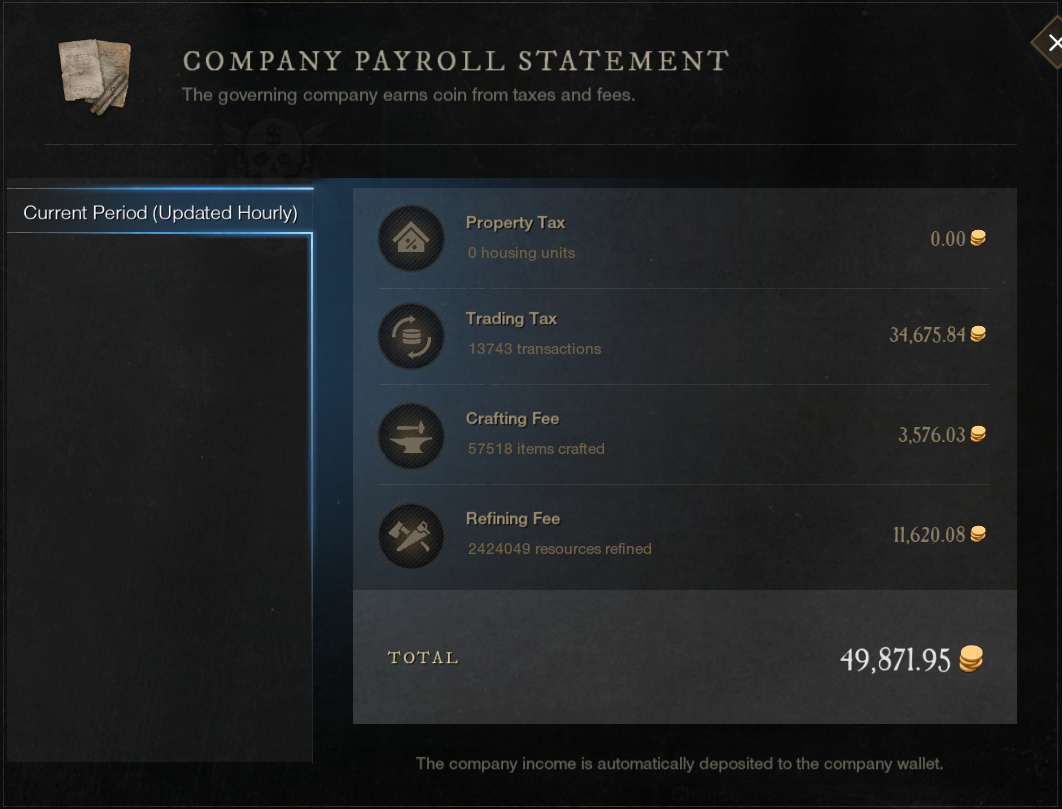 COMPANY PAYROLL STATEMENT
The governing company earns coin from taxes and fees.
Current Period (Updated Hourly)
Property Tax
0 housing units
0.00
Trading Tax
13743 transactions
34,675.84
Crafting Fee
57518 items crafted
3,576.03
Refining Fee
2424049 resources refined
11,620.08
TOTAL
49,871.95
The company income is automatically deposited to the company wallet.